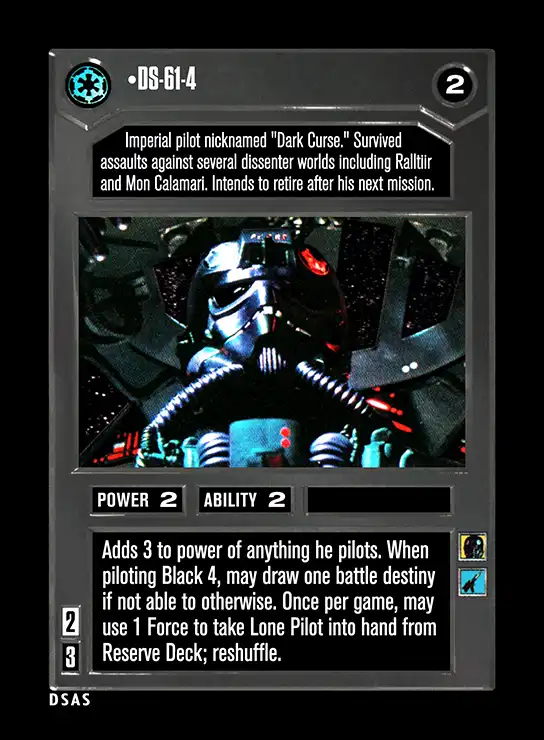 •DS-61-4
2
Imperial pilot nicknamed "Dark Curse." Survived
assaults against several dissenter worlds including Ralltiir
and Mon Calamari. Intends to retire after his next mission.
POWER 2 ABILITY 2
Adds 3 to power of anything he pilots. When
piloting Black 4, may draw one battle destiny
if not able to otherwise. Once per game, may
use 1 Force to take Lone Pilot into hand from
Reserve Deck; reshuffle.
2
3
DSAS